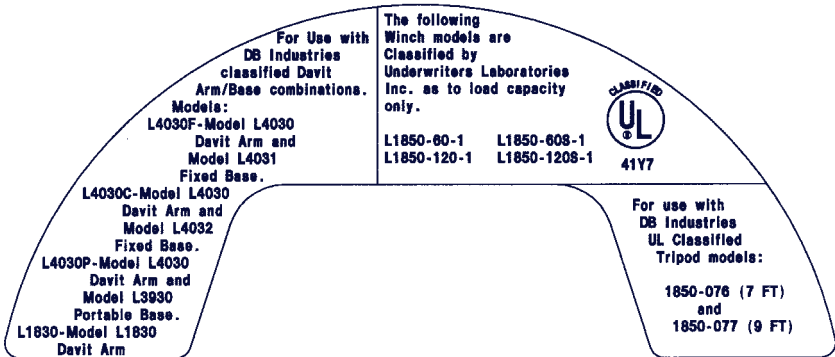 For Use with
DB Industries
classified Davit
Arm/Base combinations.
Models:
L4030F-Model L4030
Davit Arm and
Model L4031
Fixed Base.
L4030C-Model L4030
Davit Arm and
Model L4032
Fixed Base.
L4030P-Model L4030
Davit Arm and
Model L3930
Portable Base.
L1830-Model L1830
Davit Arm
The following
Winch models are
Classified by
Underwriters Laboratories
Inc. as to load capacity
only.
L1850-60-1 L1850-60S-1
L1850-120-1 L1850-120S-1
CLASSIFIED
UL
®
41Y7
For use with
DB Industries
UL Classified
Tripod models:
1850-076 (7 FT)
and
1850-077 (9 FT)